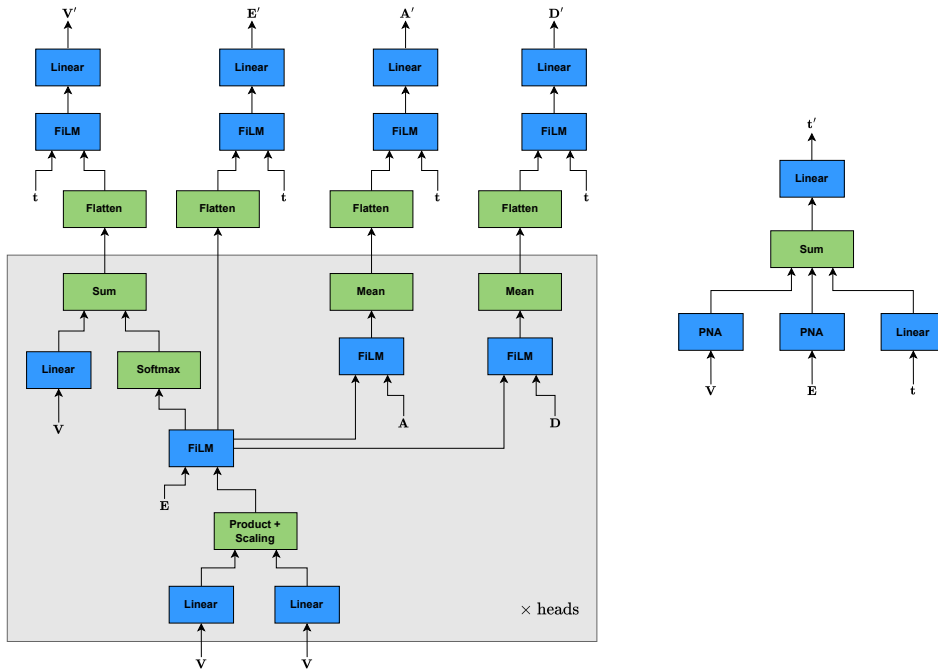 V′ E′ A′ D′
Linear Linear Linear Linear
FiLM FiLM FiLM FiLM
t t t t
Flatten Flatten Flatten Flatten
Sum Mean Mean
Linear Softmax FiLM FiLM
V A D
FiLM
E
Product +
Scaling
Linear Linear
× heads
V V
t′
Linear
Sum
PNA PNA Linear
V E t